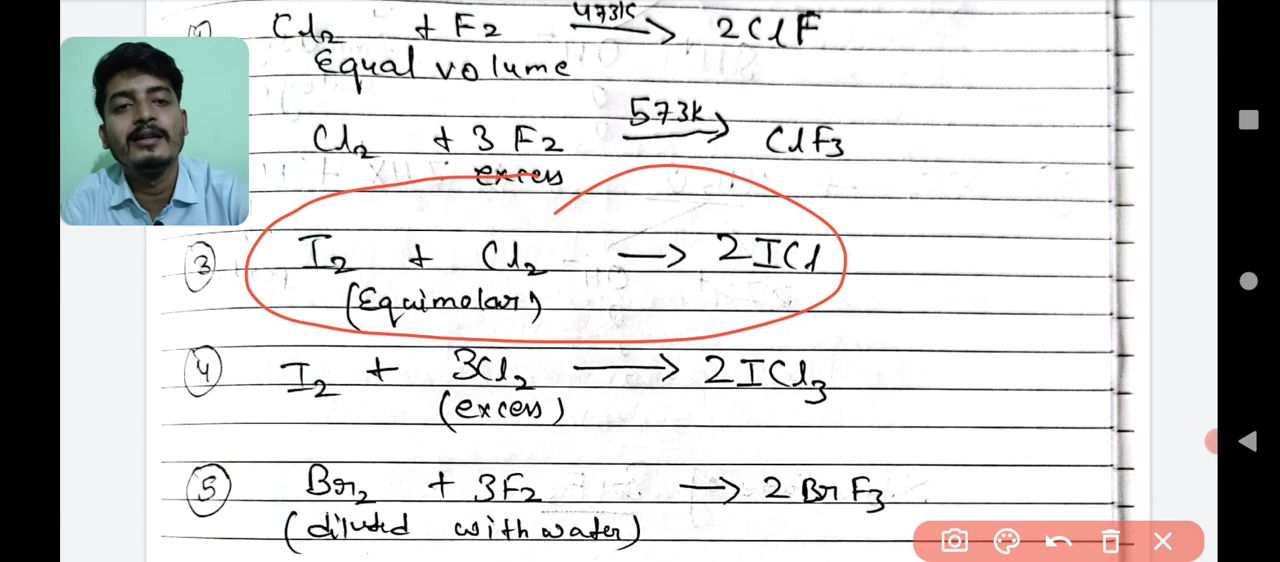 Cl₂ + F₂ 473K → 2ClF
Equal volume
Cl₂ + 3F₂ 573K → ClF₃
excess
③ I₂ + Cl₂ → 2ICl
(Equimolar)
④ I₂ + 3Cl₂ → 2ICl₃
(excess)
⑤ Br₂ + 3F₂ → 2BrF₃
(diluted with water)